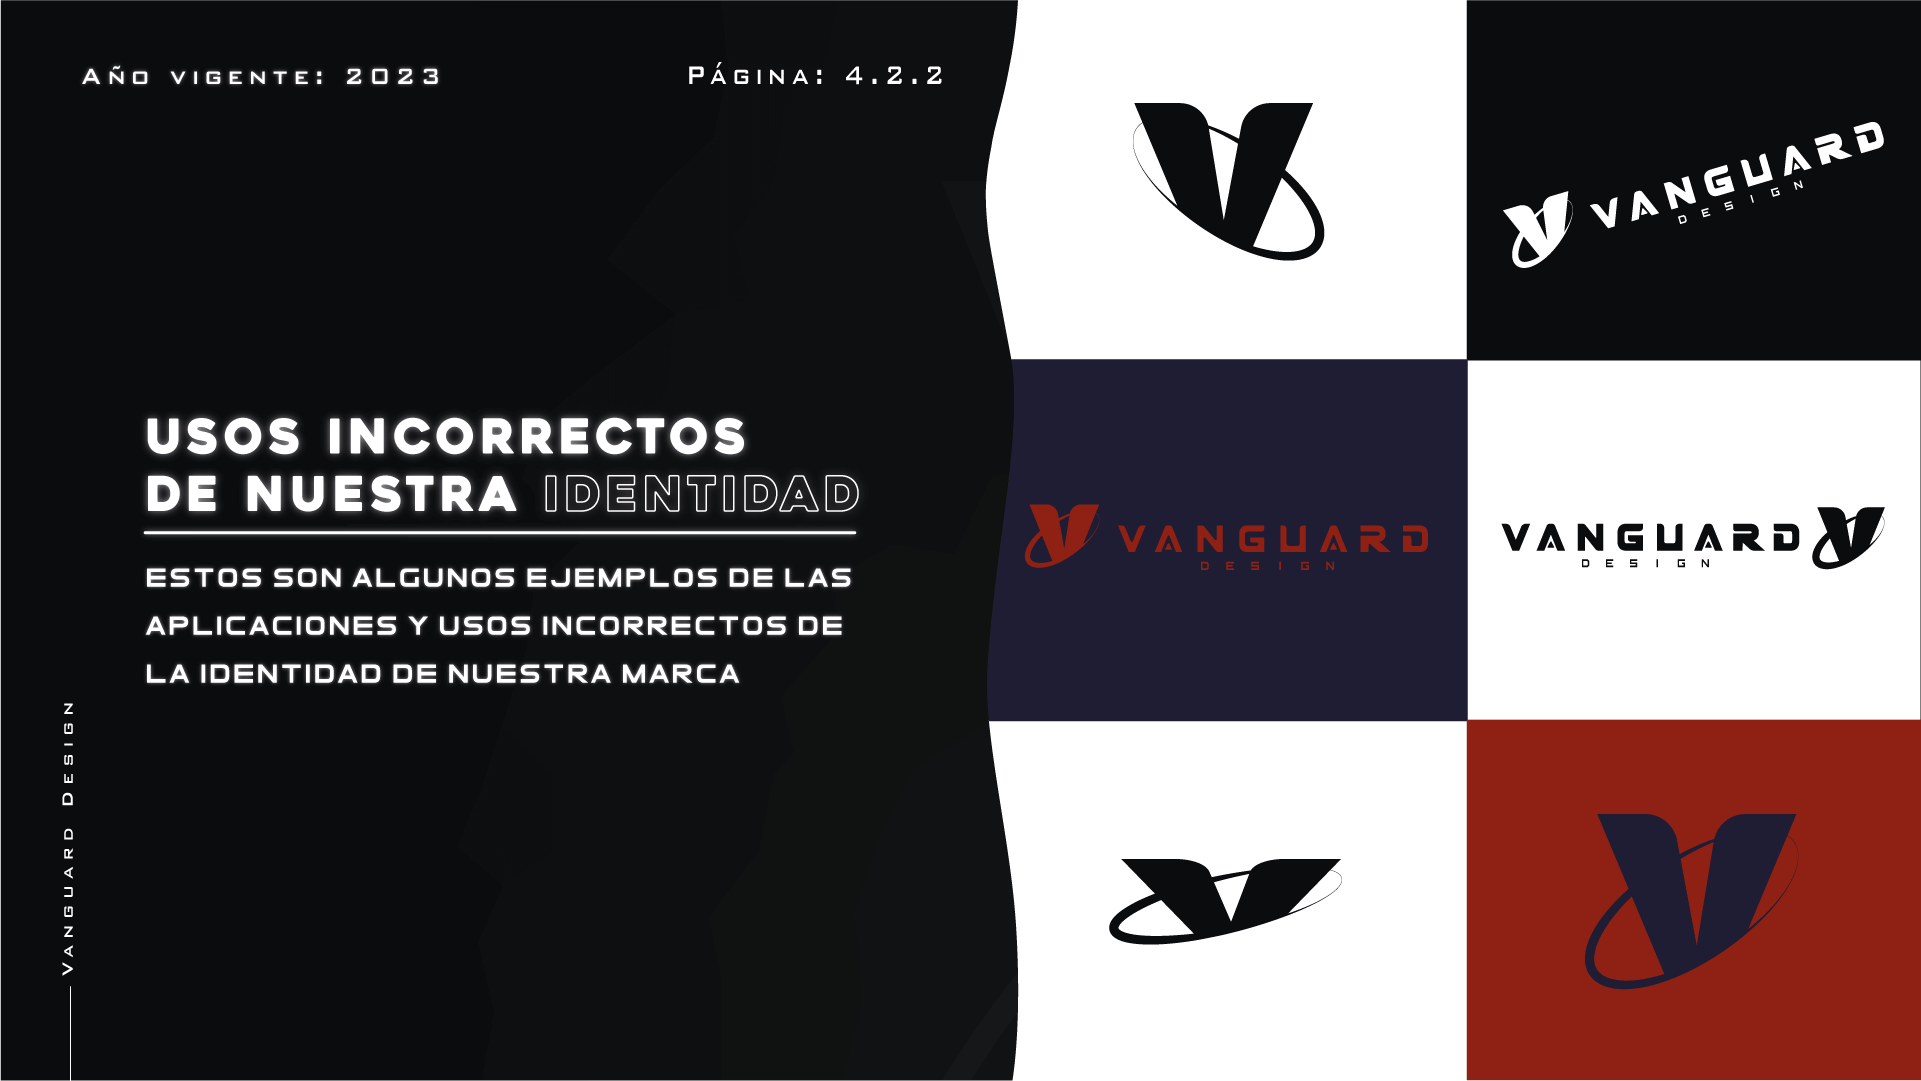 Año vigente: 2023
Página: 4.2.2
USOS INCORRECTOS
DE NUESTRA IDENTIDAD
ESTOS SON ALGUNOS EJEMPLOS DE LAS
APLICACIONES Y USOS INCORRECTOS DE
LA IDENTIDAD DE NUESTRA MARCA
Vanguard Design
VANGUARD
DESIGN
VANGUARD
DESIGN
VANGUARD
DESIGN